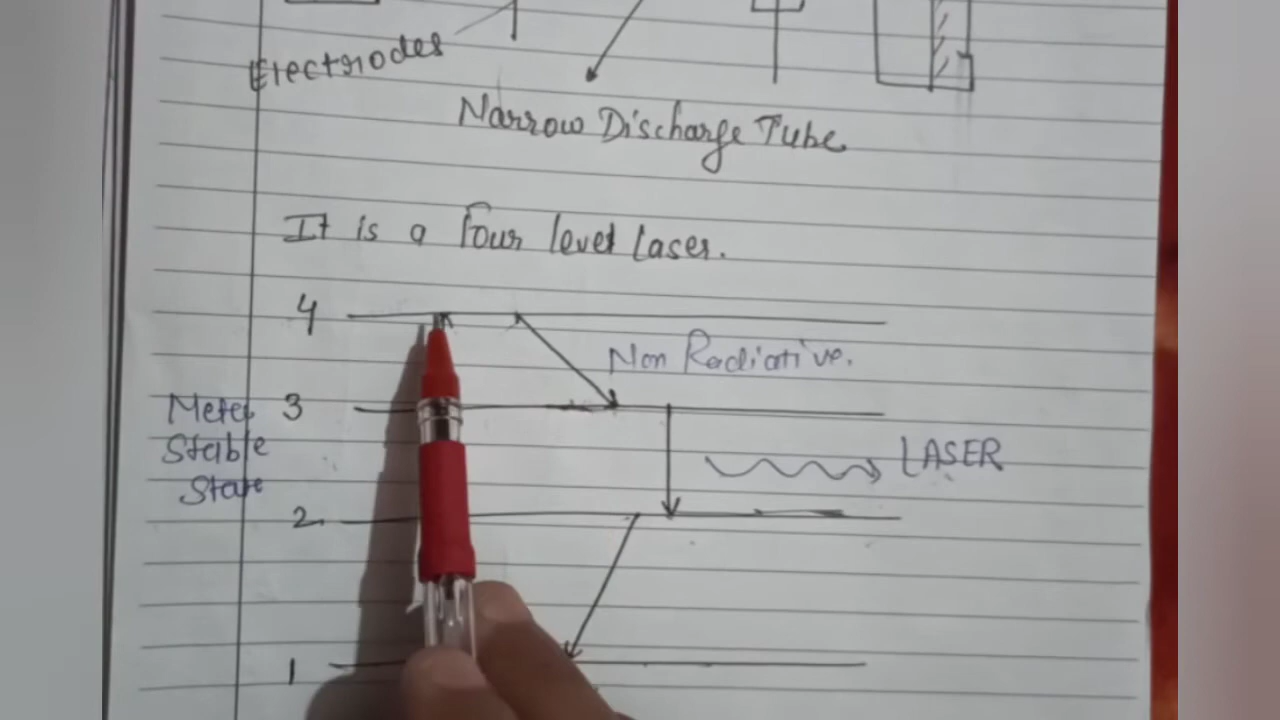 Electrodes
Narrow Discharge Tube
It is a Four level Laser.
4
Non Radiative.
Meta 3
Stable
State
LASER
2.
1